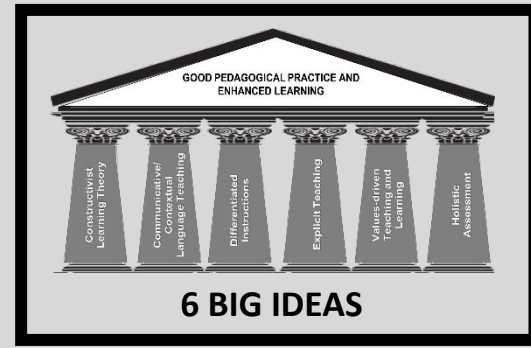 GOOD PEDAGOGICAL PRACTICE AND
ENHANCED LEARNING
Constructivist
Learning Theory
Communicative/
Contextual
Language Teaching
Differentiated
Instructions
Explicit Teaching
Values-driven
Teaching and
Learning
Holistic
Assessment
6 BIG IDEAS